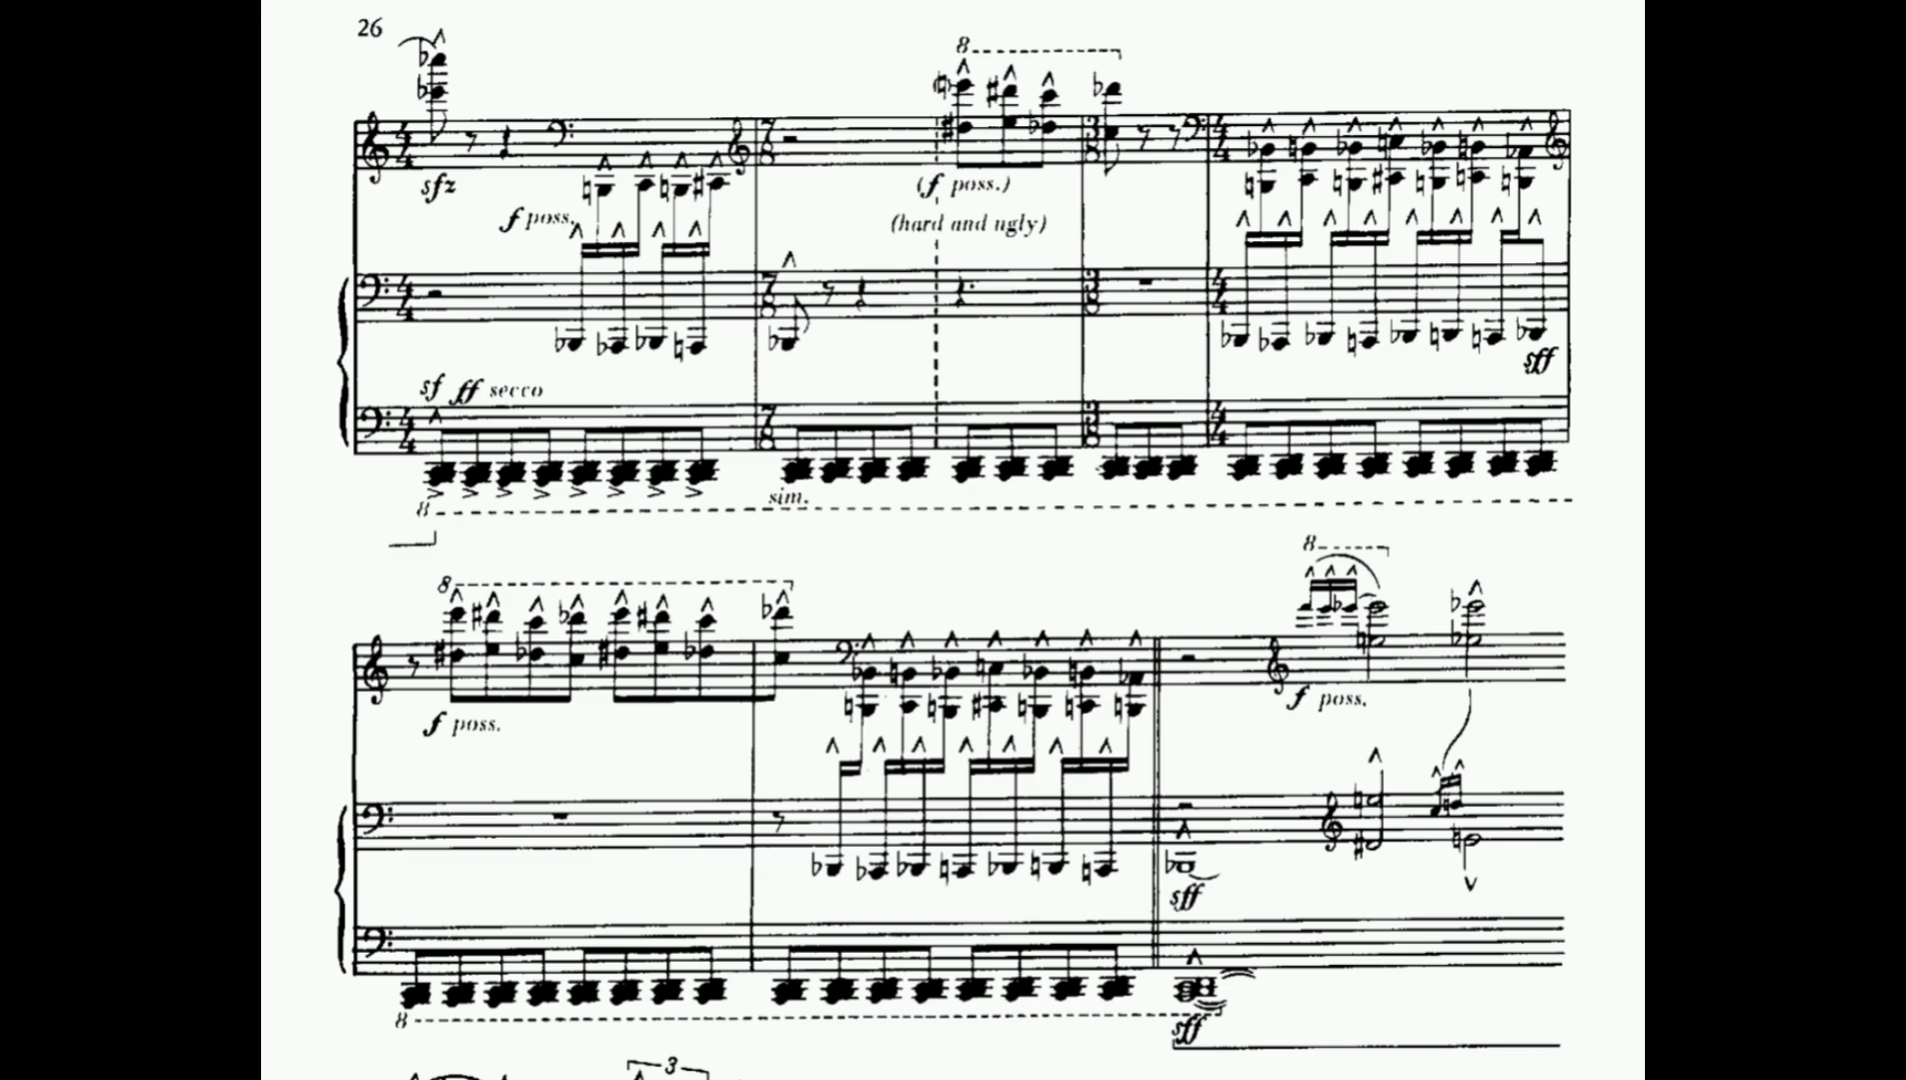 26
8
sfz
(f poss.)
f poss.
(hard and ugly)
sff
sf ff secco
sim.
8
8
8
f poss.
f poss.
sff
8
sff
3